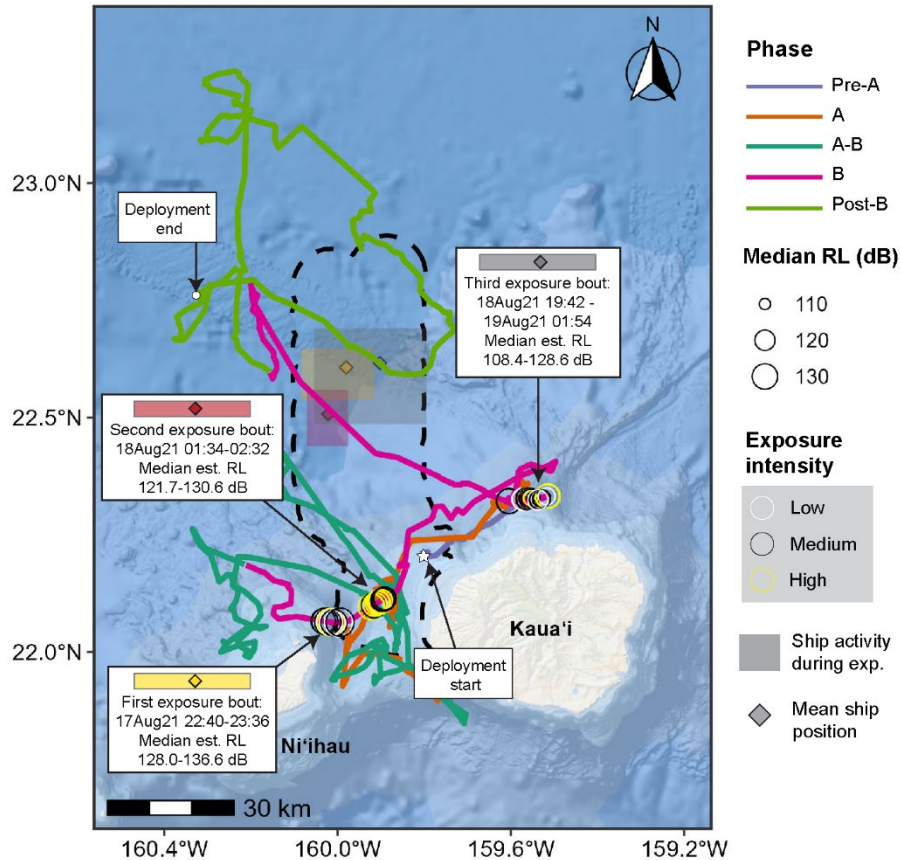 N
23.0°N
22.5°N
22.0°N
160.4°W
160.0°W
159.6°W
159.2°W
Deployment
end
Third exposure bout:
18Aug21 19:42 -
19Aug21 01:54
Median est. RL
108.4-128.6 dB
Second exposure bout:
18Aug21 01:34-02:32
Median est. RL
121.7-130.6 dB
First exposure bout:
17Aug21 22:40-23:36
Median est. RL
128.0-136.6 dB
Deployment
start
Kauaʻi
Niʻihau
30 km
Phase
Pre-A
A
A-B
B
Post-B
Median RL (dB)
110
120
130
Exposure
intensity
Low
Medium
High
Ship activity
during exp.
Mean ship
position